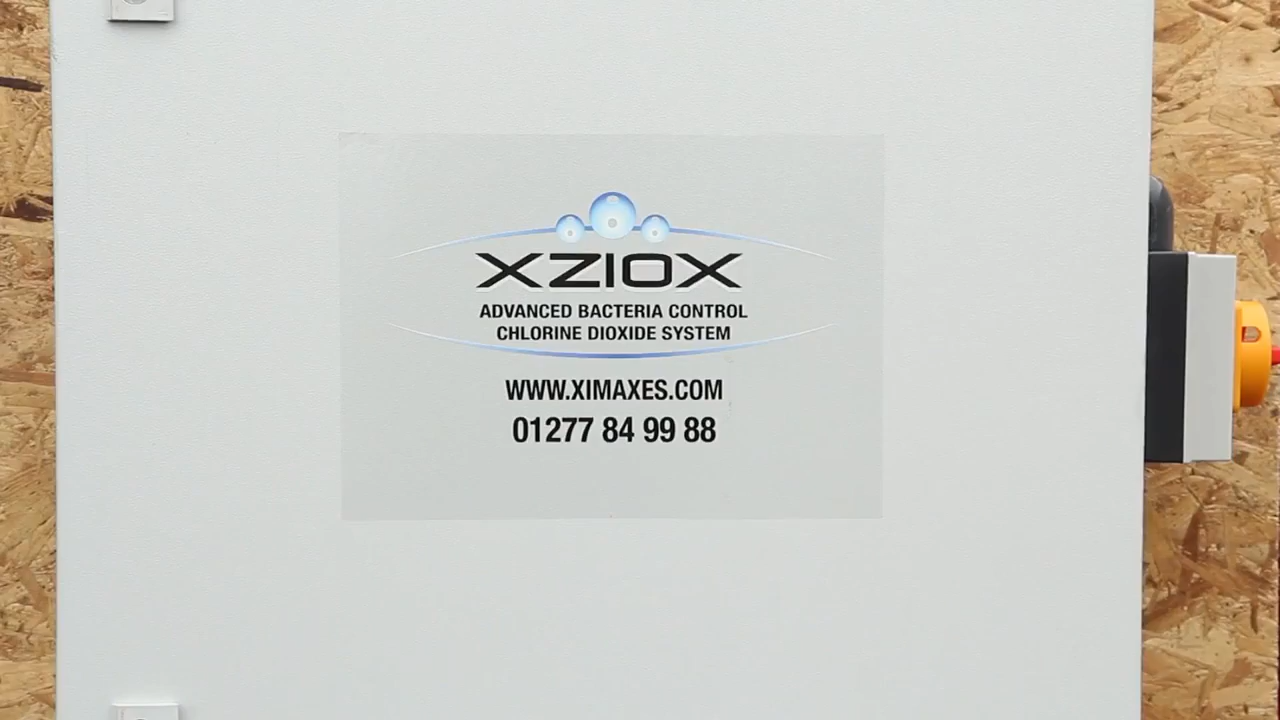 XZIOX
ADVANCED BACTERIA CONTROL
CHLORINE DIOXIDE SYSTEM
WWW.XIMAXES.COM
01277 84 99 88